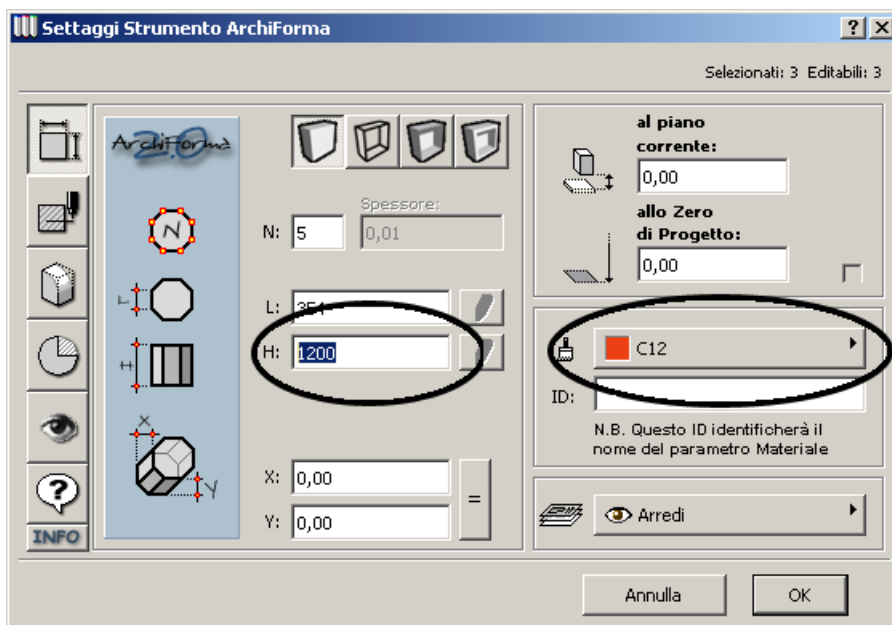 Settaggi Strumento ArchiForma
Selezionati: 3 Editabili: 3
ArchiForma
2.0
N
L
H
X
Y
INFO
N: 5
Spessore:
0,01
L: 354
H: 1200
X: 0,00
Y: 0,00
=
al piano
corrente:
0,00
allo Zero
di Progetto:
0,00
C12
ID:
N.B. Questo ID identificherà il
nome del parametro Materiale
Arredi
Annulla
OK